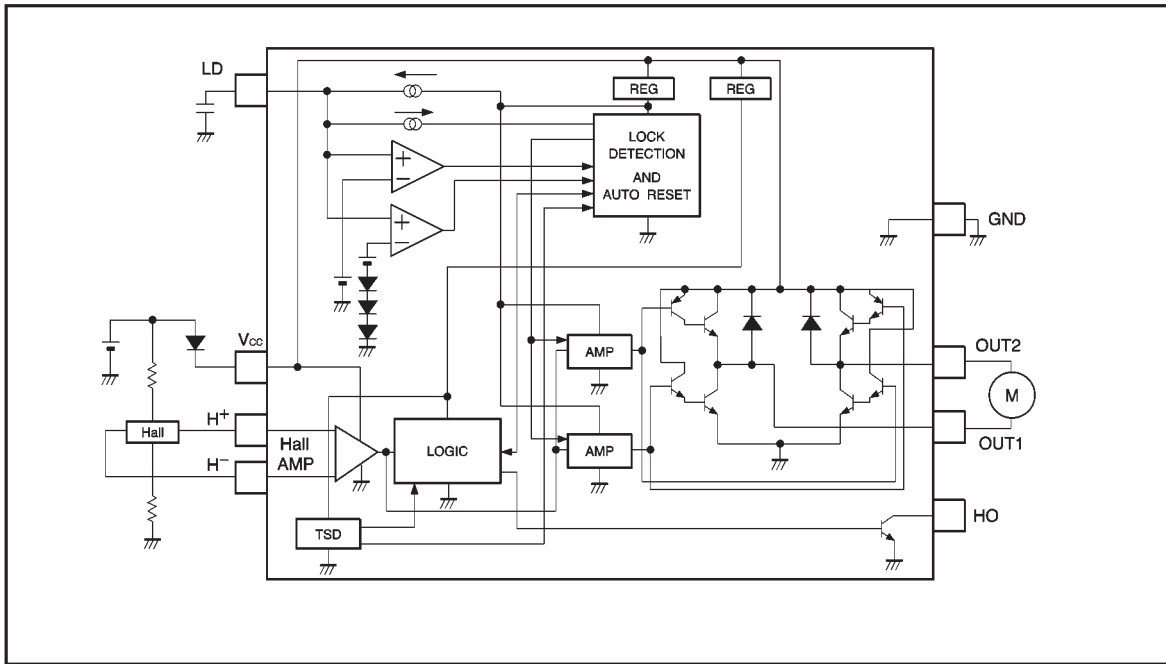 LD
REG
REG
LOCK
DETECTION
AND
AUTO RESET
+
−
+
−
GND
Vcc
AMP
OUT2
M
H+
Hall
Hall
AMP
LOGIC
AMP
OUT1
H−
HO
TSD